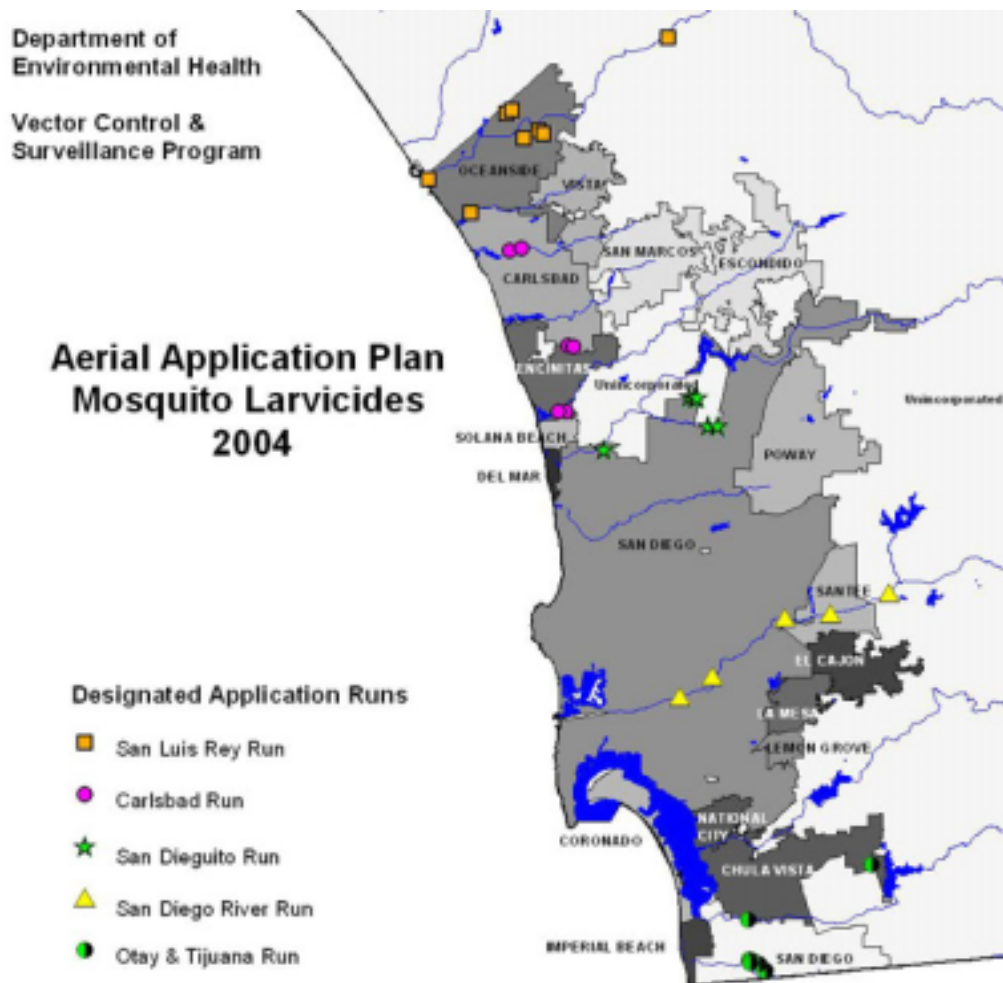 Department of
Environmental Health
Vector Control &
Surveillance Program
OCEANSIDE
VISTA
SAN MARCOS
ESCONDIDO
CARLSBAD
Aerial Application Plan
Mosquito Larvicides
2004
ENCINITAS
Unincorporated
Unincorporated
SOLANA BEACH
POWAY
DEL MAR
SAN DIEGO
SANTEE
EL CAJON
Designated Application Runs
LA MESA
San Luis Rey Run
LEMON GROVE
Carlsbad Run
NATIONAL
CITY
CORONADO
San Dieguito Run
CHULA VISTA
San Diego River Run
IMPERIAL BEACH
SAN DIEGO
Otay & Tijuana Run